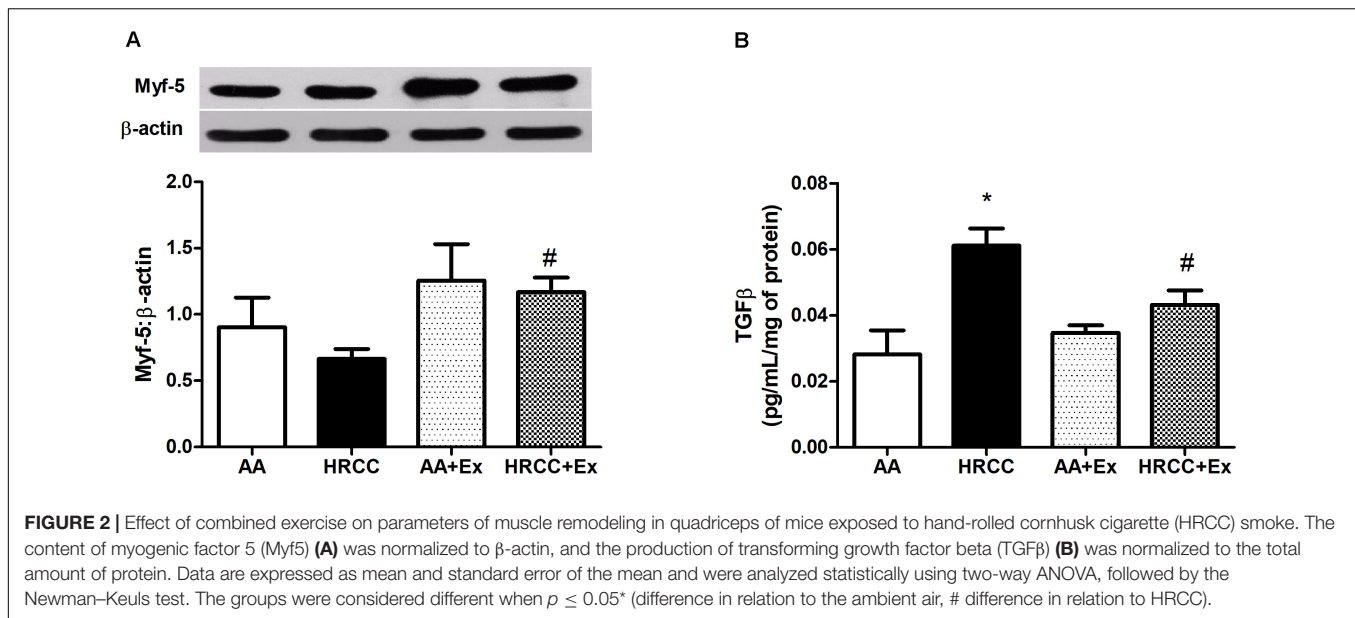 A
B
Myf-5
β-actin
2.0
1.5
1.0
0.5
0.0
Myf-5:β-actin
#
AA
HRCC
AA+Ex
HRCC+Ex
0.08
0.06
0.04
0.02
0.00
TGFβ
(pg/mL/mg of protein)
*
#
AA
HRCC
AA+Ex
HRCC+Ex
FIGURE 2 | Effect of combined exercise on parameters of muscle remodeling in quadriceps of mice exposed to hand-rolled cornhusk cigarette (HRCC) smoke. The
content of myogenic factor 5 (Myf5) (A) was normalized to β-actin, and the production of transforming growth factor beta (TGFβ) (B) was normalized to the total
amount of protein. Data are expressed as mean and standard error of the mean and were analyzed statistically using two-way ANOVA, followed by the
Newman–Keuls test. The groups were considered different when p ≤ 0.05* (difference in relation to the ambient air, # difference in relation to HRCC).